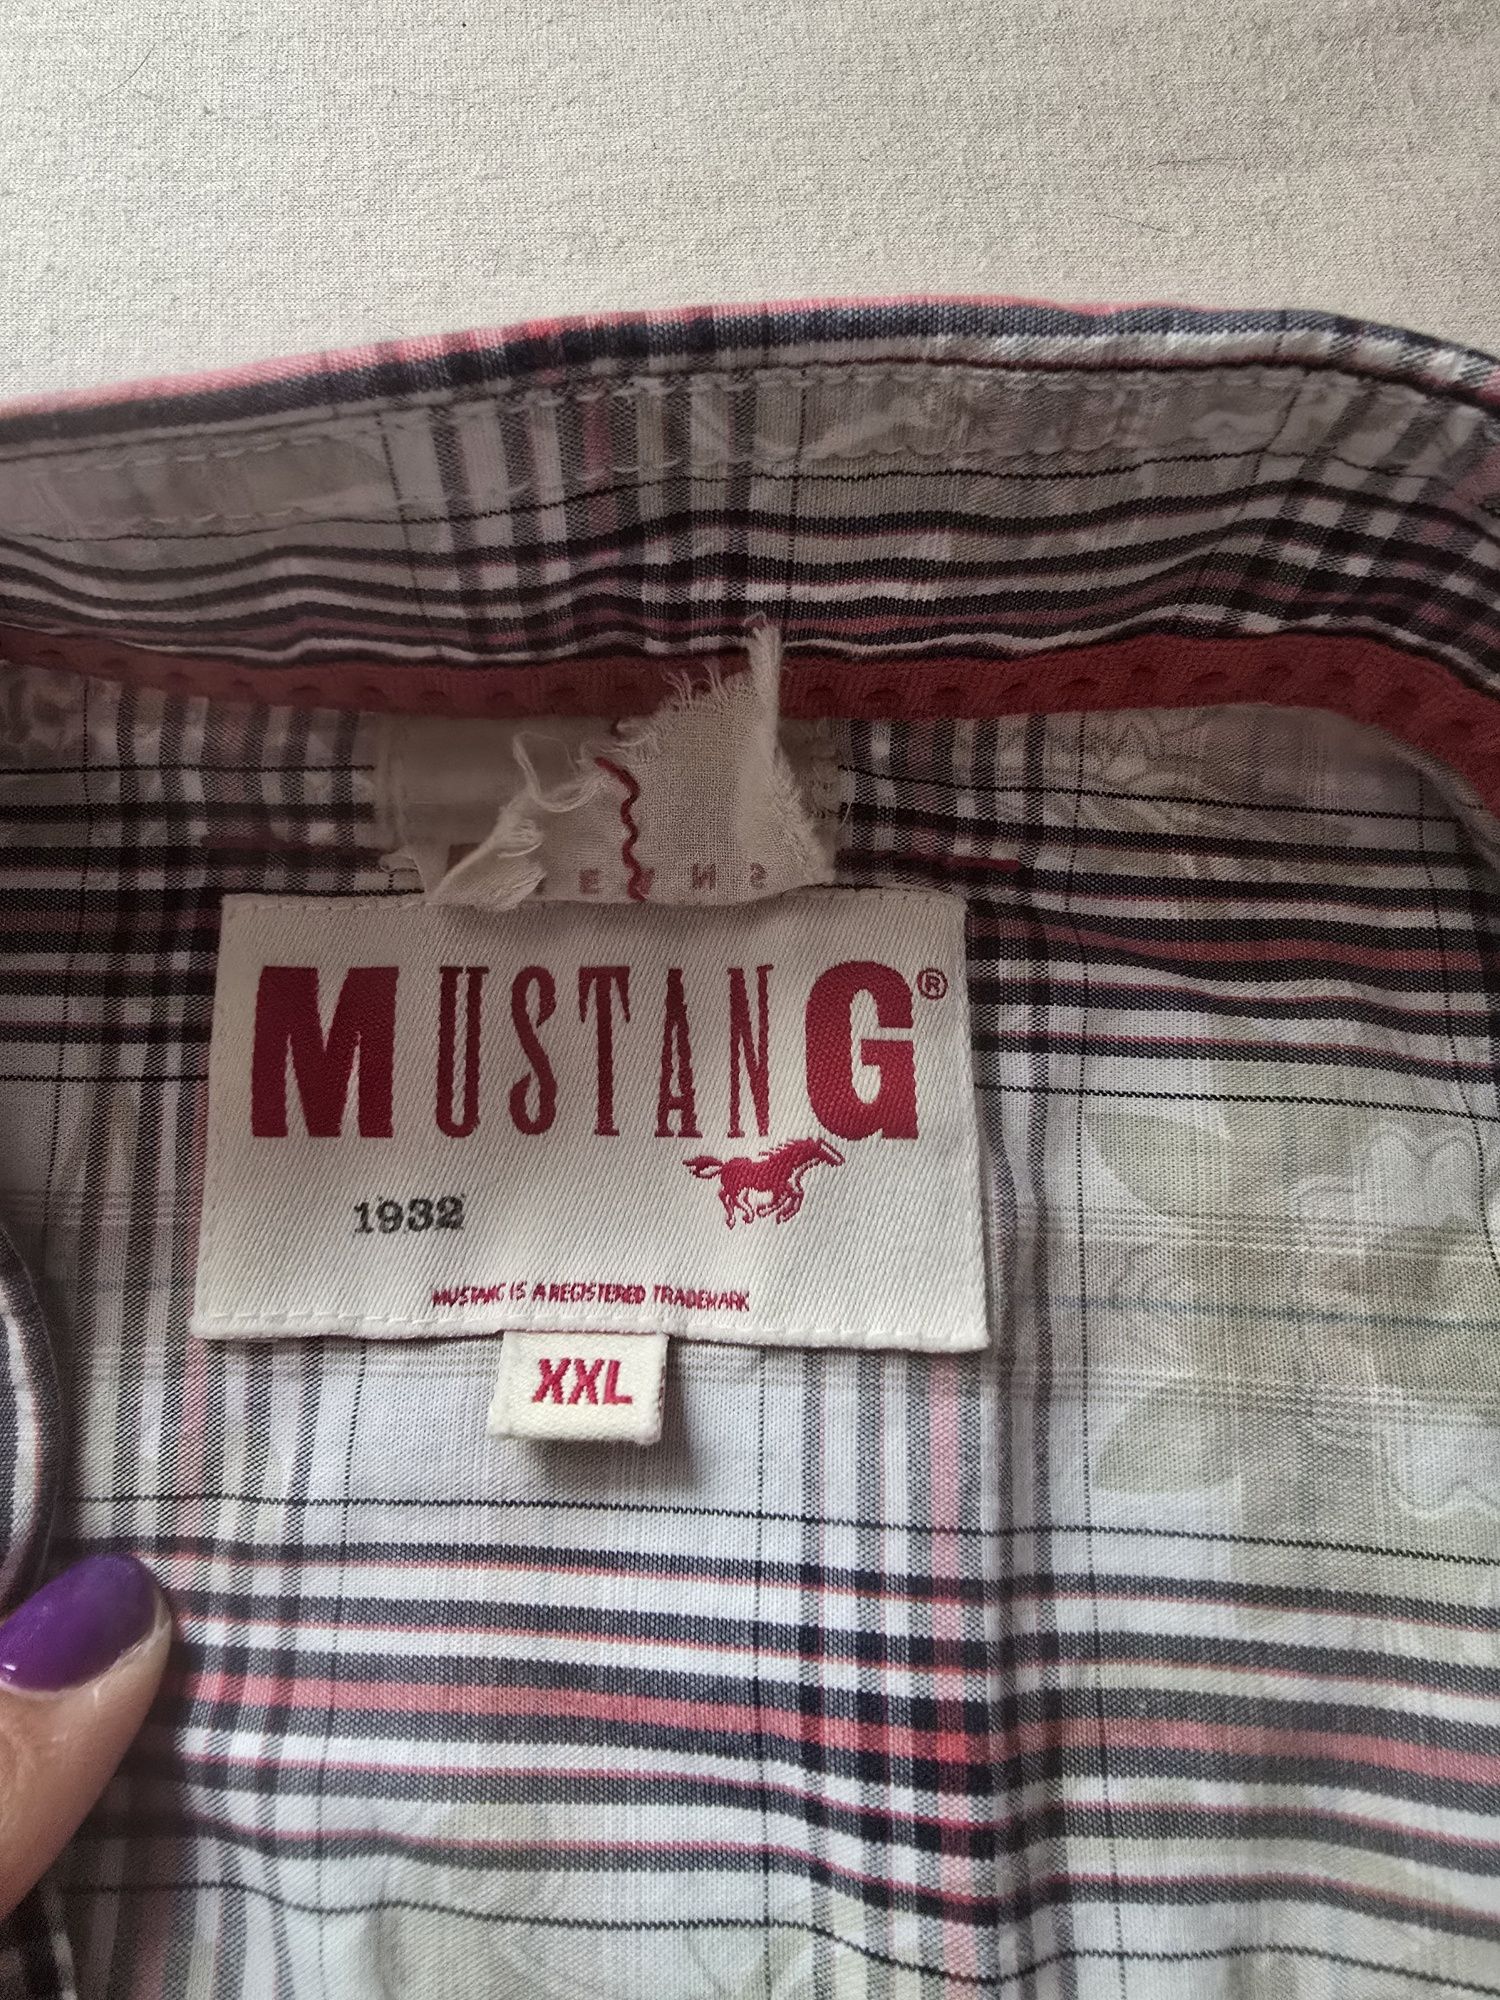 MUSTANG®
1932
MUSTANG IS A REGISTERED TRADEMARK
XXL